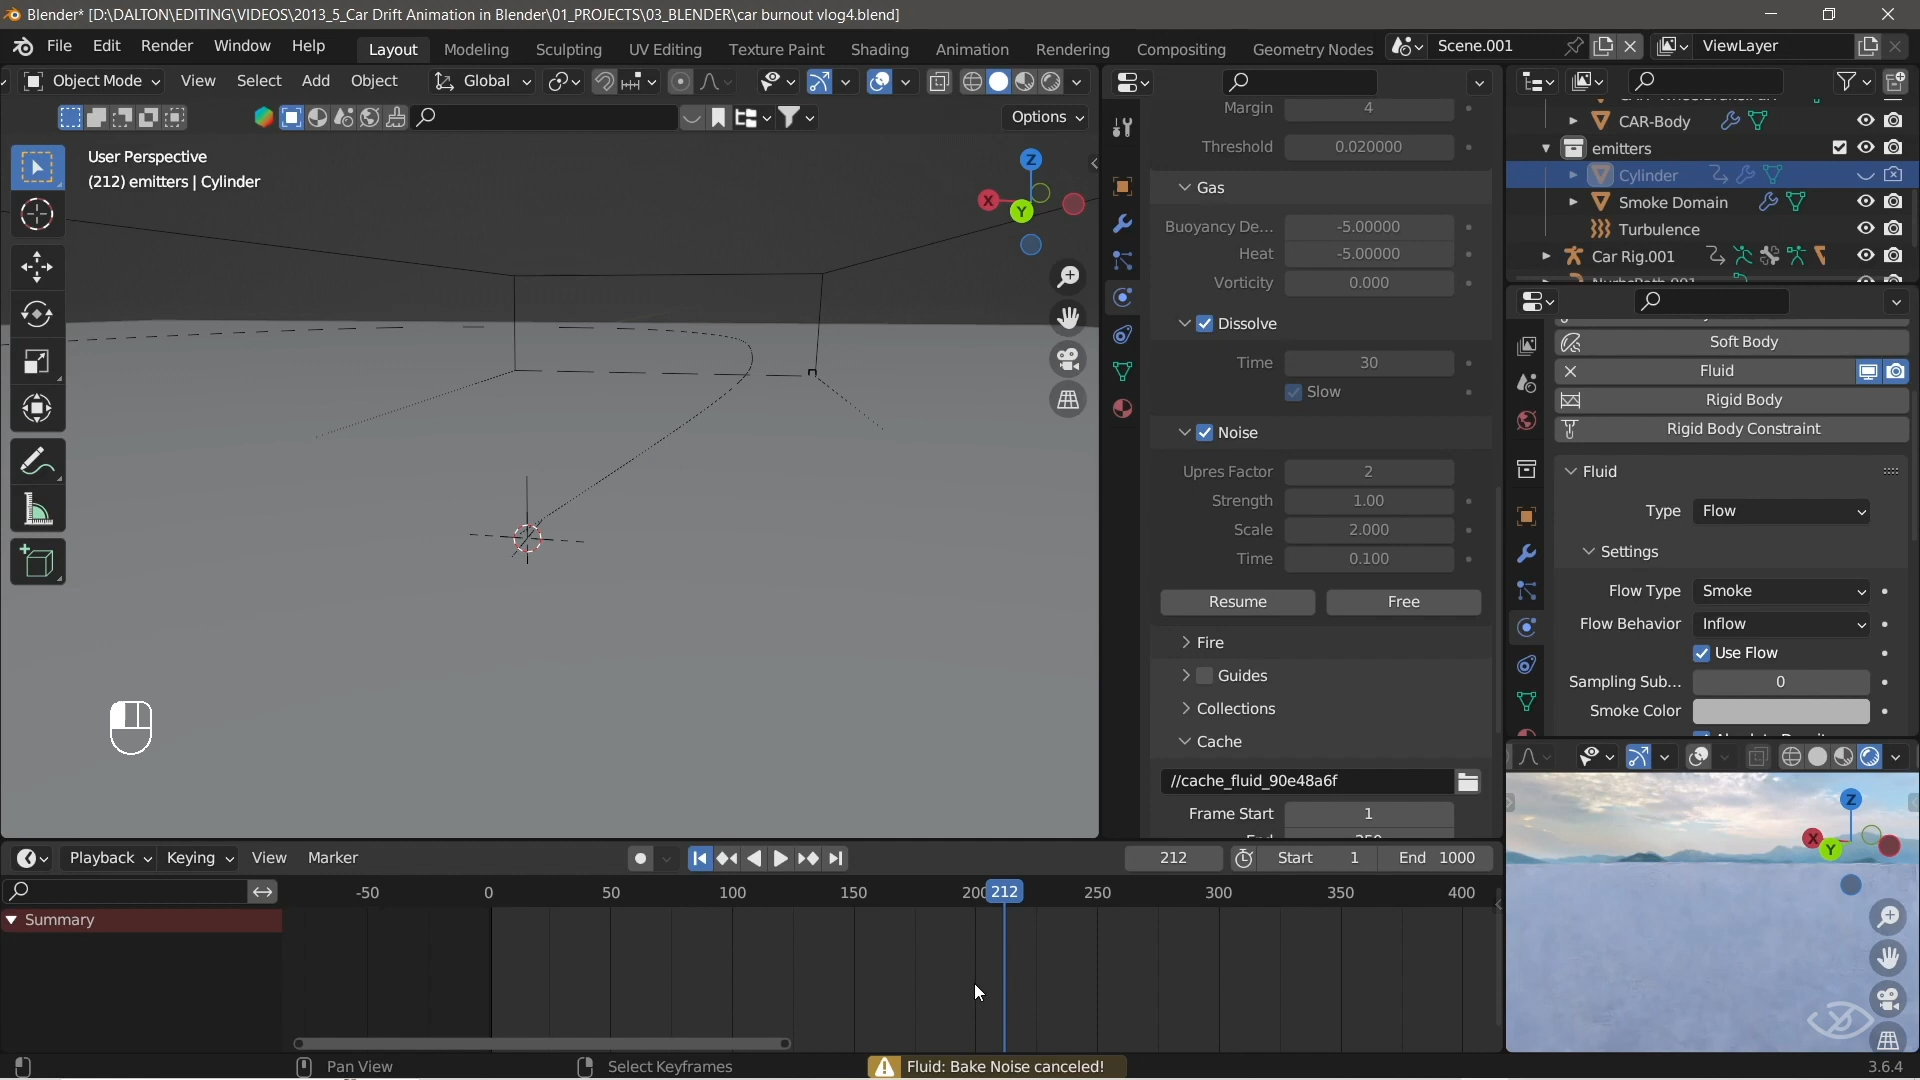 Blender* [D:\DALTON\EDITING\VIDEOS\2013_5_Car Drift Animation in Blender\01_PROJECTS\03_BLENDER\car burnout vlog4.blend]
File Edit Render Window Help Layout Modeling Sculpting UV Editing Texture Paint Shading Animation Rendering Compositing Geometry Nodes Scene.001 ViewLayer
Object Mode View Select Add Object Global
Options
User Perspective
(212) emitters | Cylinder
Z
X
Y
Margin 4
Threshold 0.020000
Gas
Buoyancy De... -5.00000
Heat -5.00000
Vorticity 0.000
Dissolve
Time 30
Slow
Noise
Upres Factor 2
Strength 1.00
Scale 2.000
Time 0.100
Resume Free
Fire
Guides
Collections
Cache
//cache_fluid_90e48a6f
Frame Start 1
CAR-Body
emitters
Cylinder
Smoke Domain
Turbulence
Car Rig.001
Soft Body
Fluid
Rigid Body
Rigid Body Constraint
Fluid
Type Flow
Settings
Flow Type Smoke
Flow Behavior Inflow
Use Flow
Sampling Sub... 0
Smoke Color
Z
X
Y
Playback Keying View Marker 212 Start 1 End 1000
-50 0 50 100 150 200 212 250 300 350 400
Summary
Pan View Select Keyframes Fluid: Bake Noise canceled! 3.6.4